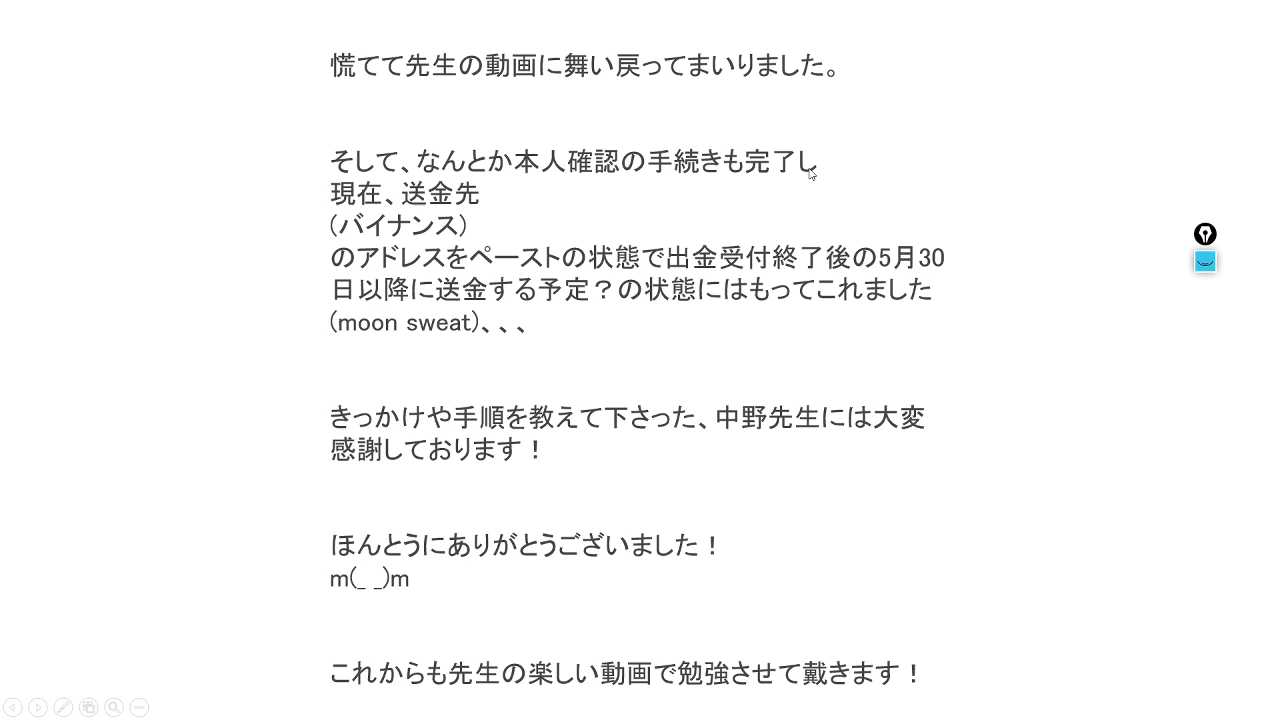 慌てて先生の動画に舞い戻ってまいりました。
そして、なんとか本人確認の手続きも完了し
現在、送金先
(バイナンス)
のアドレスをペーストの状態で出金受付終了後の5月30
日以降に送金する予定？の状態にはもってこれました
(moon sweat)、、、
きっかけや手順を教えて下さった、中野先生には大変
感謝しております！
ほんとうにありがとうございました！
m(_ _)m
これからも先生の楽しい動画で勉強させて戴きます！